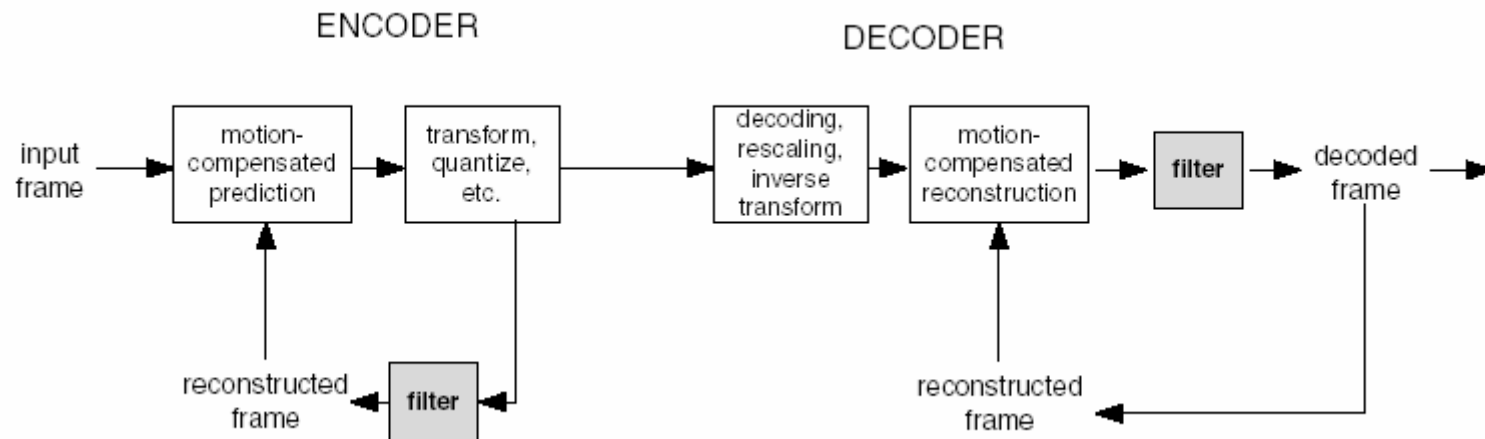 ENCODER
DECODER
input
frame
motion-
compensated
prediction
transform,
quantize,
etc.
decoding,
rescaling,
inverse
transform
motion-
compensated
reconstruction
filter
decoded
frame
reconstructed
frame
filter
reconstructed
frame